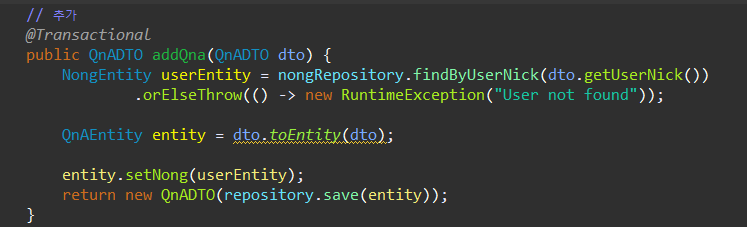 // 추가
@Transactional
public QnADTO addQna(QnADTO dto) {
NongEntity userEntity = nongRepository.findByUserNick(dto.getUserNick())
.orElseThrow(() -> new RuntimeException("User not found"));
QnAEntity entity = dto.toEntity(dto);
entity.setNong(userEntity);
return new QnADTO(repository.save(entity));
}